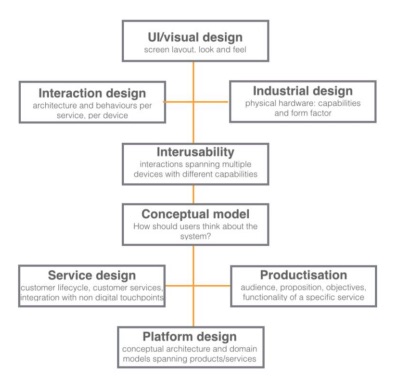 UI/visual design
screen layout, look and feel
Interaction design
architecture and behaviours per
service, per device
Industrial design
physical hardware: capabilities
and form factor
Interusability
interactions spanning multiple
devices with different capabilities
Conceptual model
How should users think about the
system?
Service design
customer lifecycle, customer services,
integration with non digital touchpoints
Productisation
audience, proposition, objectives,
functionality of a specific service
Platform design
conceptual architecture and domain
models spanning products/services